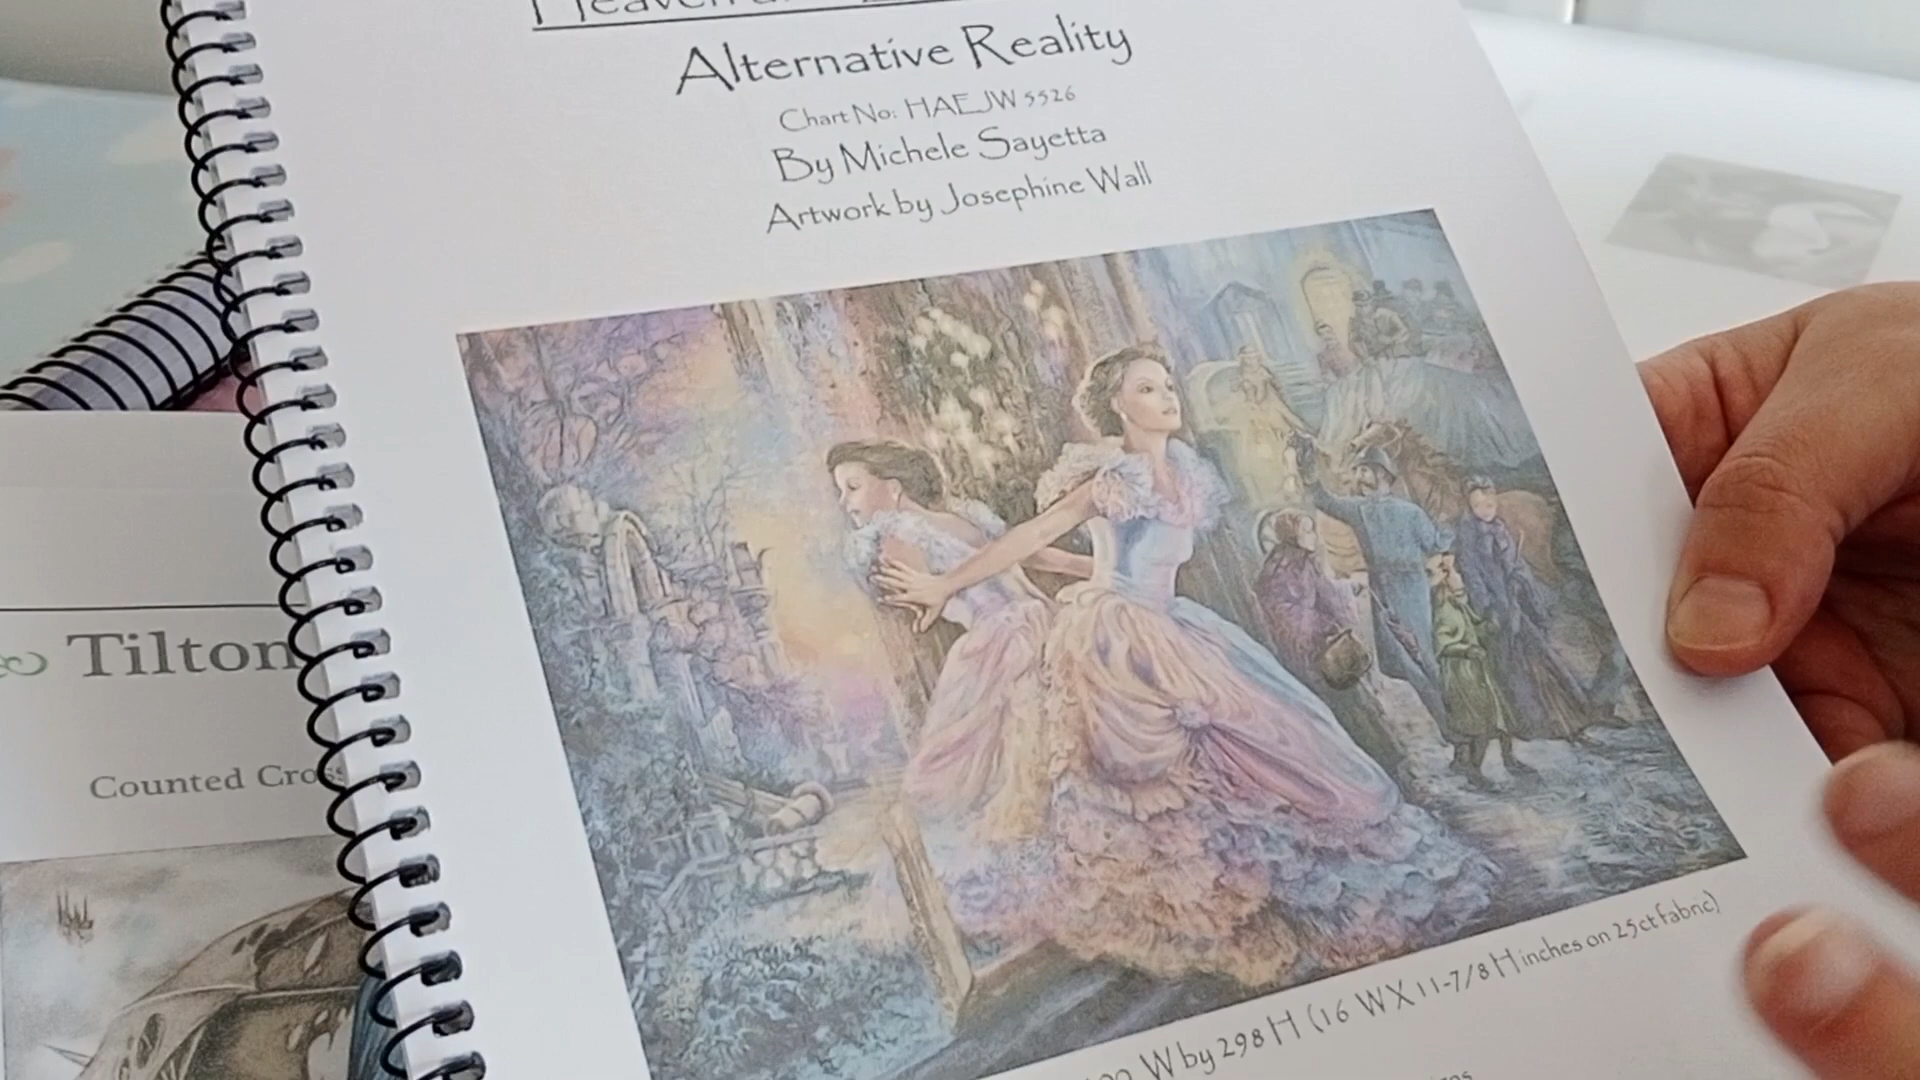 Alternative Reality
Chart No: HAEJW 5526
By Michele Sayetta
Artwork by Josephine Wall
W by 298 H (16 W X 11-7/8 H inches on 25ct fabric)
Tilton
Counted